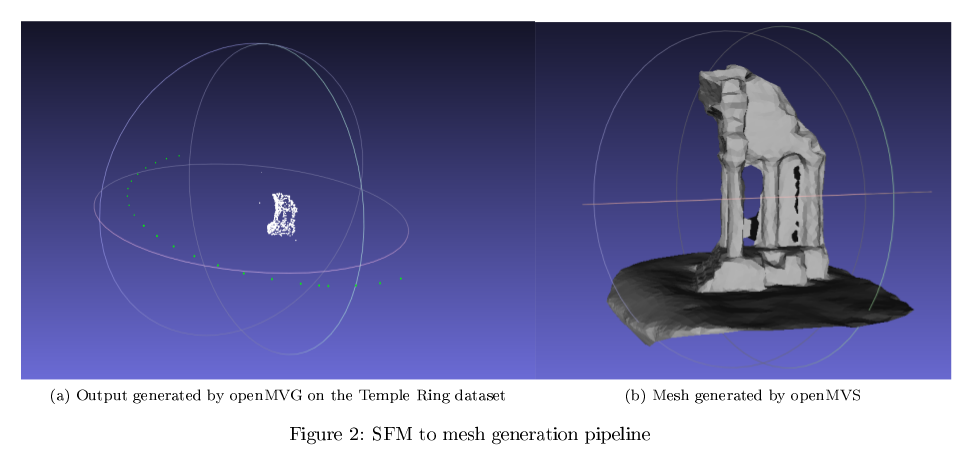 (a) Output generated by openMVG on the Temple Ring dataset
(b) Mesh generated by openMVS
Figure 2: SFM to mesh generation pipeline